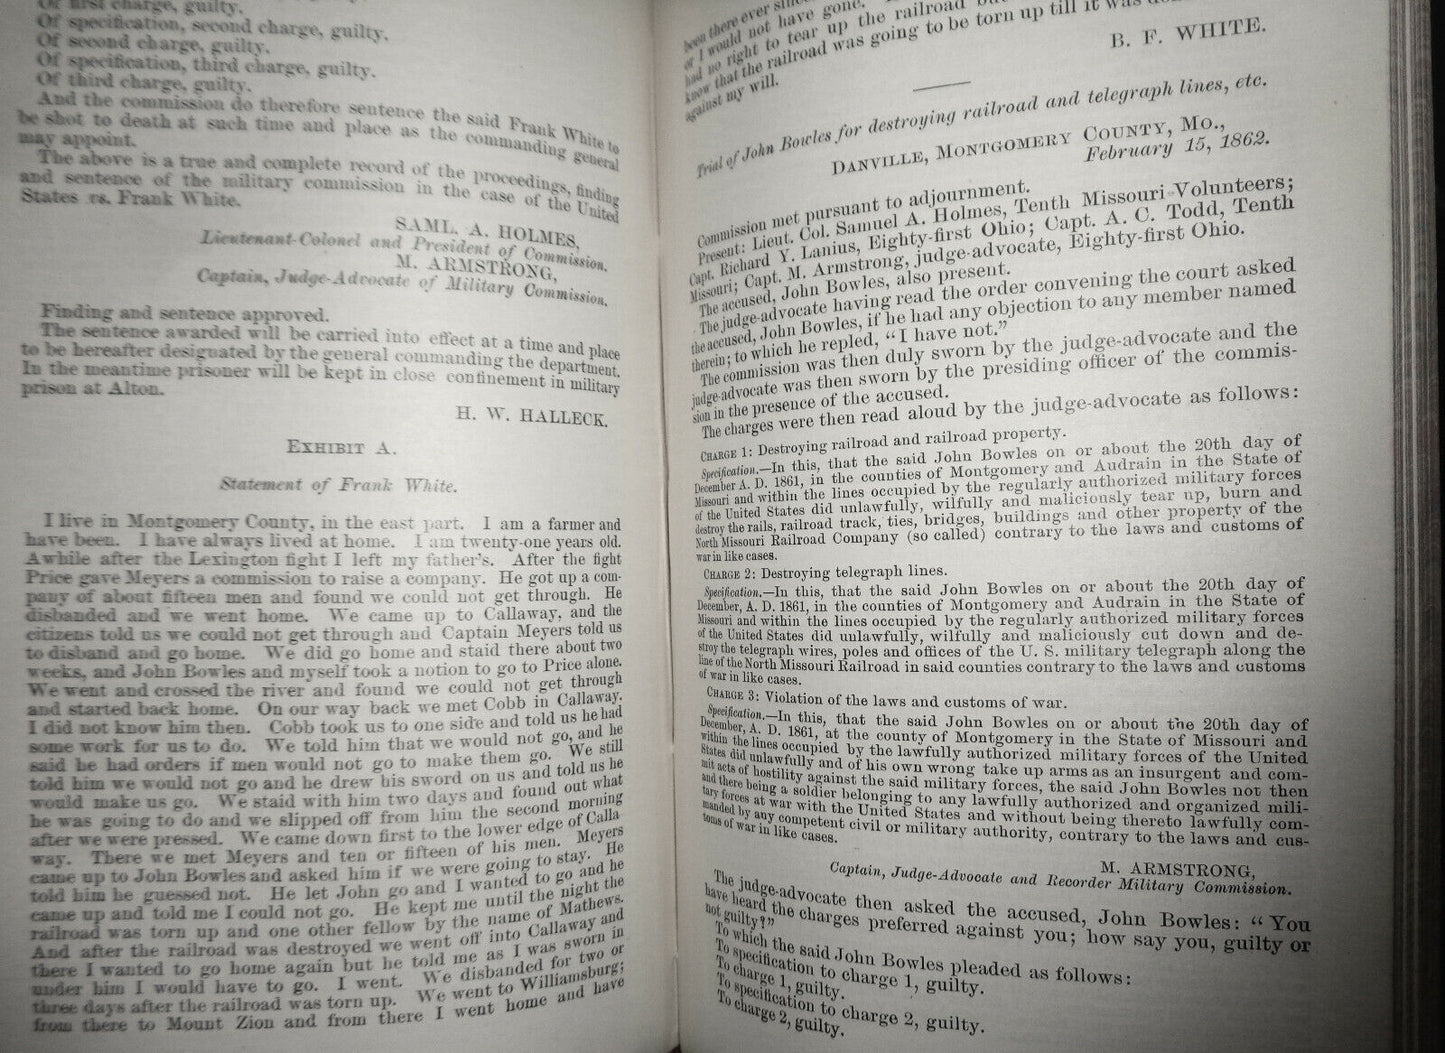 Of first charge, guilty.
Of specification, second charge, guilty.
Of second charge, guilty.
Of specification, third charge, guilty.
Of third charge, guilty.
And the commission do therefore sentence the said Frank White to
be shot to death at such time and place as the commanding general
may appoint.
The above is a true and complete record of the proceedings, finding
and sentence of the military commission in the case of the United
States vs. Frank White.
SAML. A. HOLMES,
Lieutenant-Colonel and President of Commission.
M. ARMSTRONG,
Captain, Judge-Advocate of Military Commission.
Finding and sentence approved.
The sentence awarded will be carried into effect at a time and place
to be hereafter designated by the general commanding the department.
In the meantime prisoner will be kept in close confinement in military
prison at Alton.
H. W. HALLECK.
EXHIBIT A.
Statement of Frank White.
I live in Montgomery County, in the east part. I am a farmer and
have been. I have always lived at home. I am twenty-one years old.
Awhile after the Lexington fight I left my father's. After the fight
Price gave Meyers a commission to raise a company. He got up a com-
pany of about fifteen men and found we could not get through. He
disbanded and we went home. We came up to Callaway, and the
citizens told us we could not get through and Captain Meyers told us
to disband and go home. We did go home and staid there about two
weeks, and John Bowles and myself took a notion to go to Price alone.
We went and crossed the river and found we could not get through
and started back home. On our way back we met Cobb in Callaway.
I did not know him then. Cobb took us to one side and told us he had
some work for us to do. We told him that we would not go, and he
said he had orders if men would not go to make them go. We still
told him we would not go and he drew his sword on us and told us he
would make us go. We staid with him two days and found out what
he was going to do and we slipped off from him the second morning
after we were pressed. We came down first to the lower edge of Calla
way. There we met Meyers and ten or fifteen of his men. Meyers
came up to John Bowles and asked him if we were going to stay. He
told him he guessed not. He let John go and I wanted to go and he
came up and told me I could not go. He kept me until the night the
railroad was torn up and one other fellow by the name of Mathews.
And after the railroad was destroyed we went off into Callaway and
there I wanted to go home again but he told me as I was sworn in
under him I would have to go. I went. We disbanded for two or
three days after the railroad was torn up. We went to Williamsburg;
from there to Mount Zion and from there I went home and have
been there ever since
or I would not have gone.
had no right to tear up the railroad
know that the railroad was going to be torn up till it was
against my will.
B. F. WHITE.
Trial of John Bowles for destroying railroad and telegraph lines, etc.
DANVILLE, MONTGOMERY COUNTY, MO.,
February 15, 1862.
Commission met pursuant to adjournment.
Present: Lieut. Col. Samuel A. Holmes, Tenth Missouri Volunteers;
Capt. Richard Y. Lanius, Eighty-first Ohio; Capt. A. C. Todd, Tenth
Missouri; Capt. M. Armstrong, judge-advocate, Eighty-first Ohio.
The accused, John Bowles, also present.
The judge-advocate having read the order convening the court asked
the accused, John Bowles, if he had any objection to any member named
therein; to which he repled, "I have not."
The commission was then duly sworn by the judge-advocate and the
judge-advocate was then sworn by the presiding officer of the commis-
sion in the presence of the accused.
The charges were then read aloud by the judge-advocate as follows:
CHARGE 1: Destroying railroad and railroad property.
Specification.—In this, that the said John Bowles on or about the 20th day of
December A. D. 1861, in the counties of Montgomery and Audrain in the State of
Missouri and within the lines occupied by the regularly authorized military forces
of the United States did unlawfully, wilfully and maliciously tear up, burn and
destroy the rails, railroad track, ties, bridges, buildings and other property of the
North Missouri Railroad Company (so called) contrary to the laws and customs of
war in like cases.
CHARGE 2: Destroying telegraph lines.
Specification.—In this, that the said John Bowles on or about the 20th day of
December, A. D. 1861, in the counties of Montgomery and Audrain in the State of
Missouri and within the lines occupied by the regularly authorized military forces
of the United States did unlawfully, wilfully and maliciously cut down and de-
stroy the telegraph wires, poles and offices of the U. S. military telegraph along the
line of the North Missouri Railroad in said counties contrary to the laws and customs
of war in like cases.
CHARGE 3: Violation of the laws and customs of war.
Specification.—In this, that the said John Bowles on or about the 20th day of
December, A. D. 1861, at the county of Montgomery in the State of Missouri and
within the lines occupied by the lawfully authorized military forces of the United
States did unlawfully and of his own wrong take up arms as an insurgent and com-
mit acts of hostility against the said military forces, the said John Bowles not then
and there being a soldier belonging to any lawfully authorized and organized mili-
tary forces at war with the United States and without being thereto lawfully com-
manded by any competent civil or military authority, contrary to the laws and cus-
toms of war in like cases.
M. ARMSTRONG,
Captain, Judge-Advocate and Recorder Military Commission.
The judge-advocate then asked the accused, John Bowles: "You
have heard the charges preferred against you; how say you, guilty or
not guilty?"
To which the said John Bowles pleaded as follows:
To specification to charge 1, guilty.
To charge 1, guilty.
To specification to charge 2, guilty.
To charge 2, guilty.